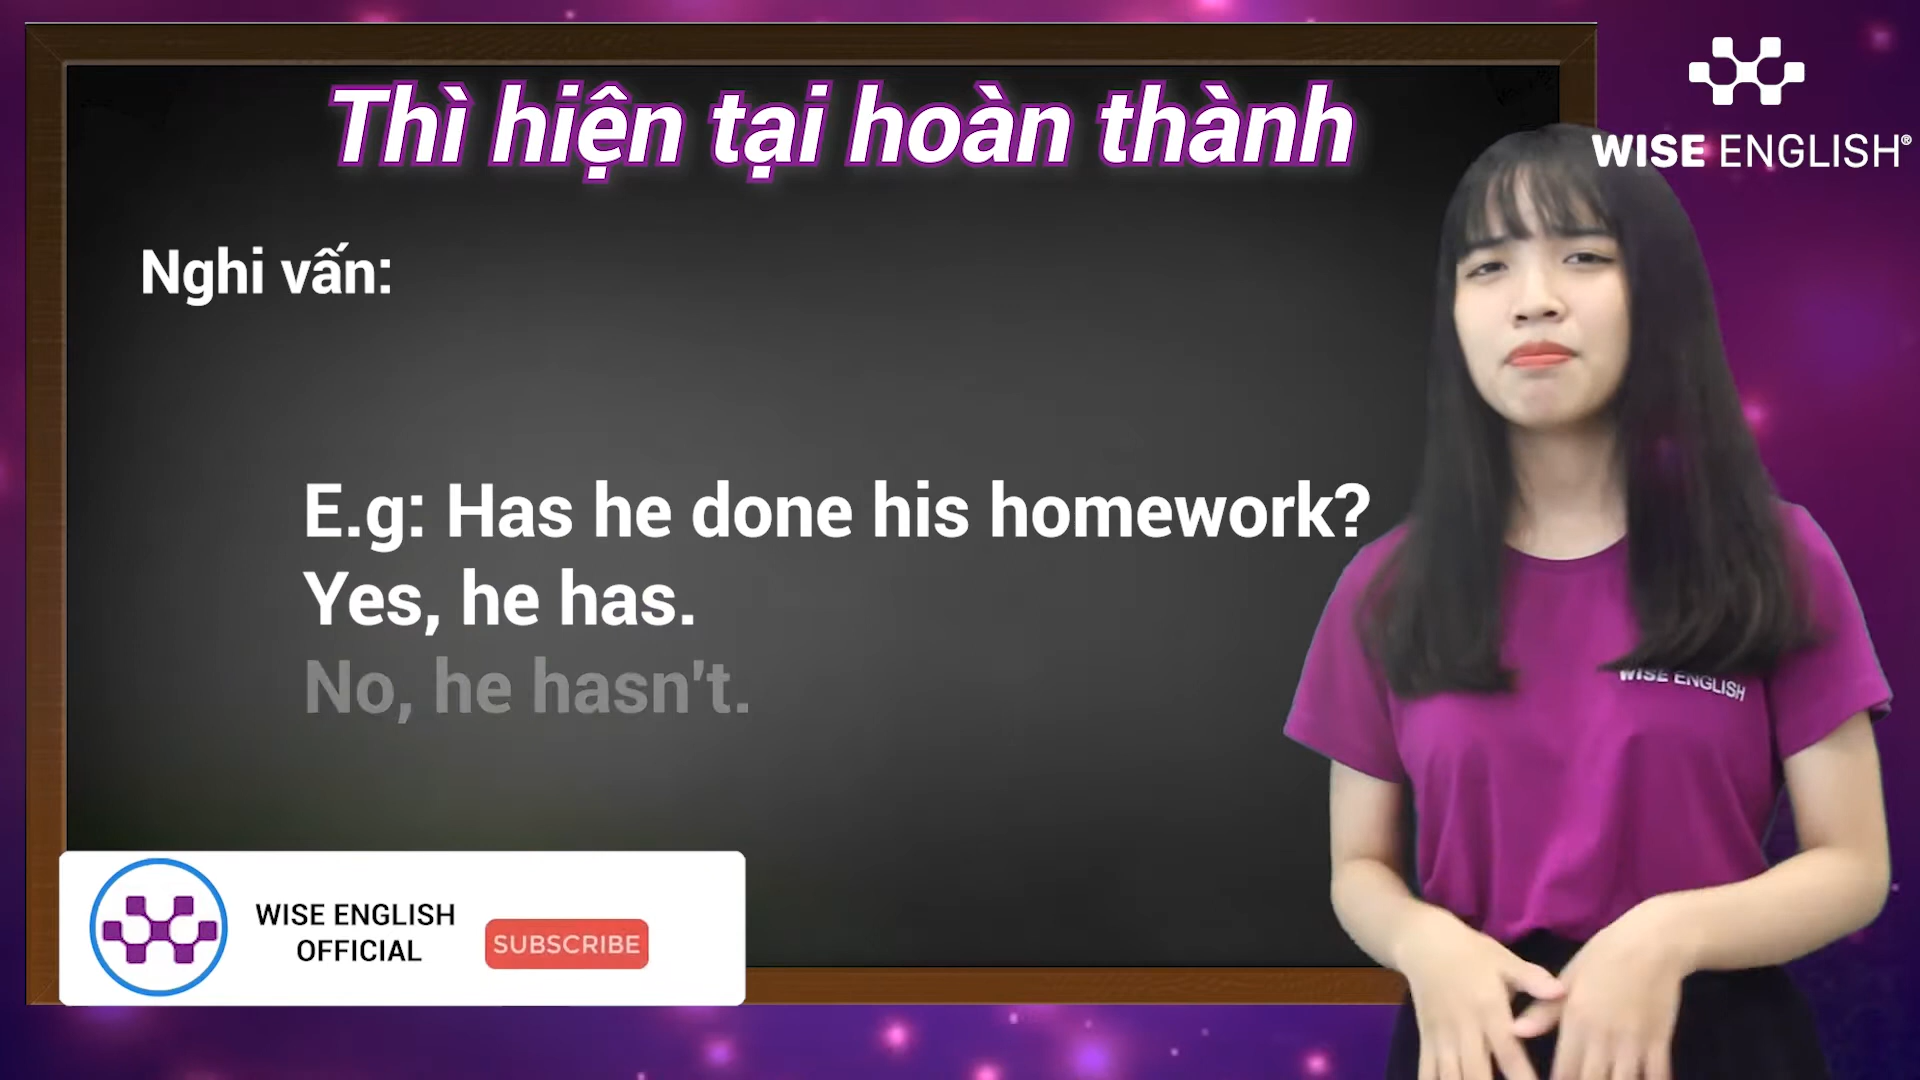 Thì hiện tại hoàn thành
WISE ENGLISH®
Nghi vấn:
E.g: Has he done his homework?
Yes, he has.
No, he hasn't.
WISE ENGLISH
WISE ENGLISH
OFFICIAL
SUBSCRIBE